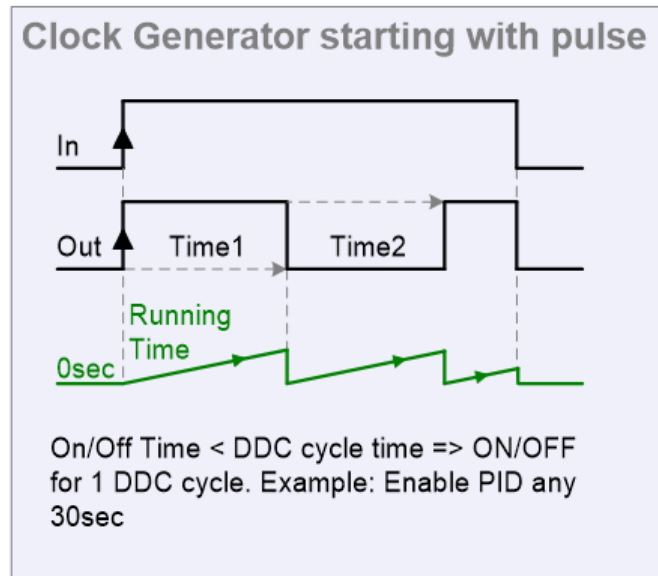 Clock Generator starting with pulse
In
Out
Time1
Time2
Running
Time
0sec
On/Off Time < DDC cycle time => ON/OFF
for 1 DDC cycle. Example: Enable PID any
30sec